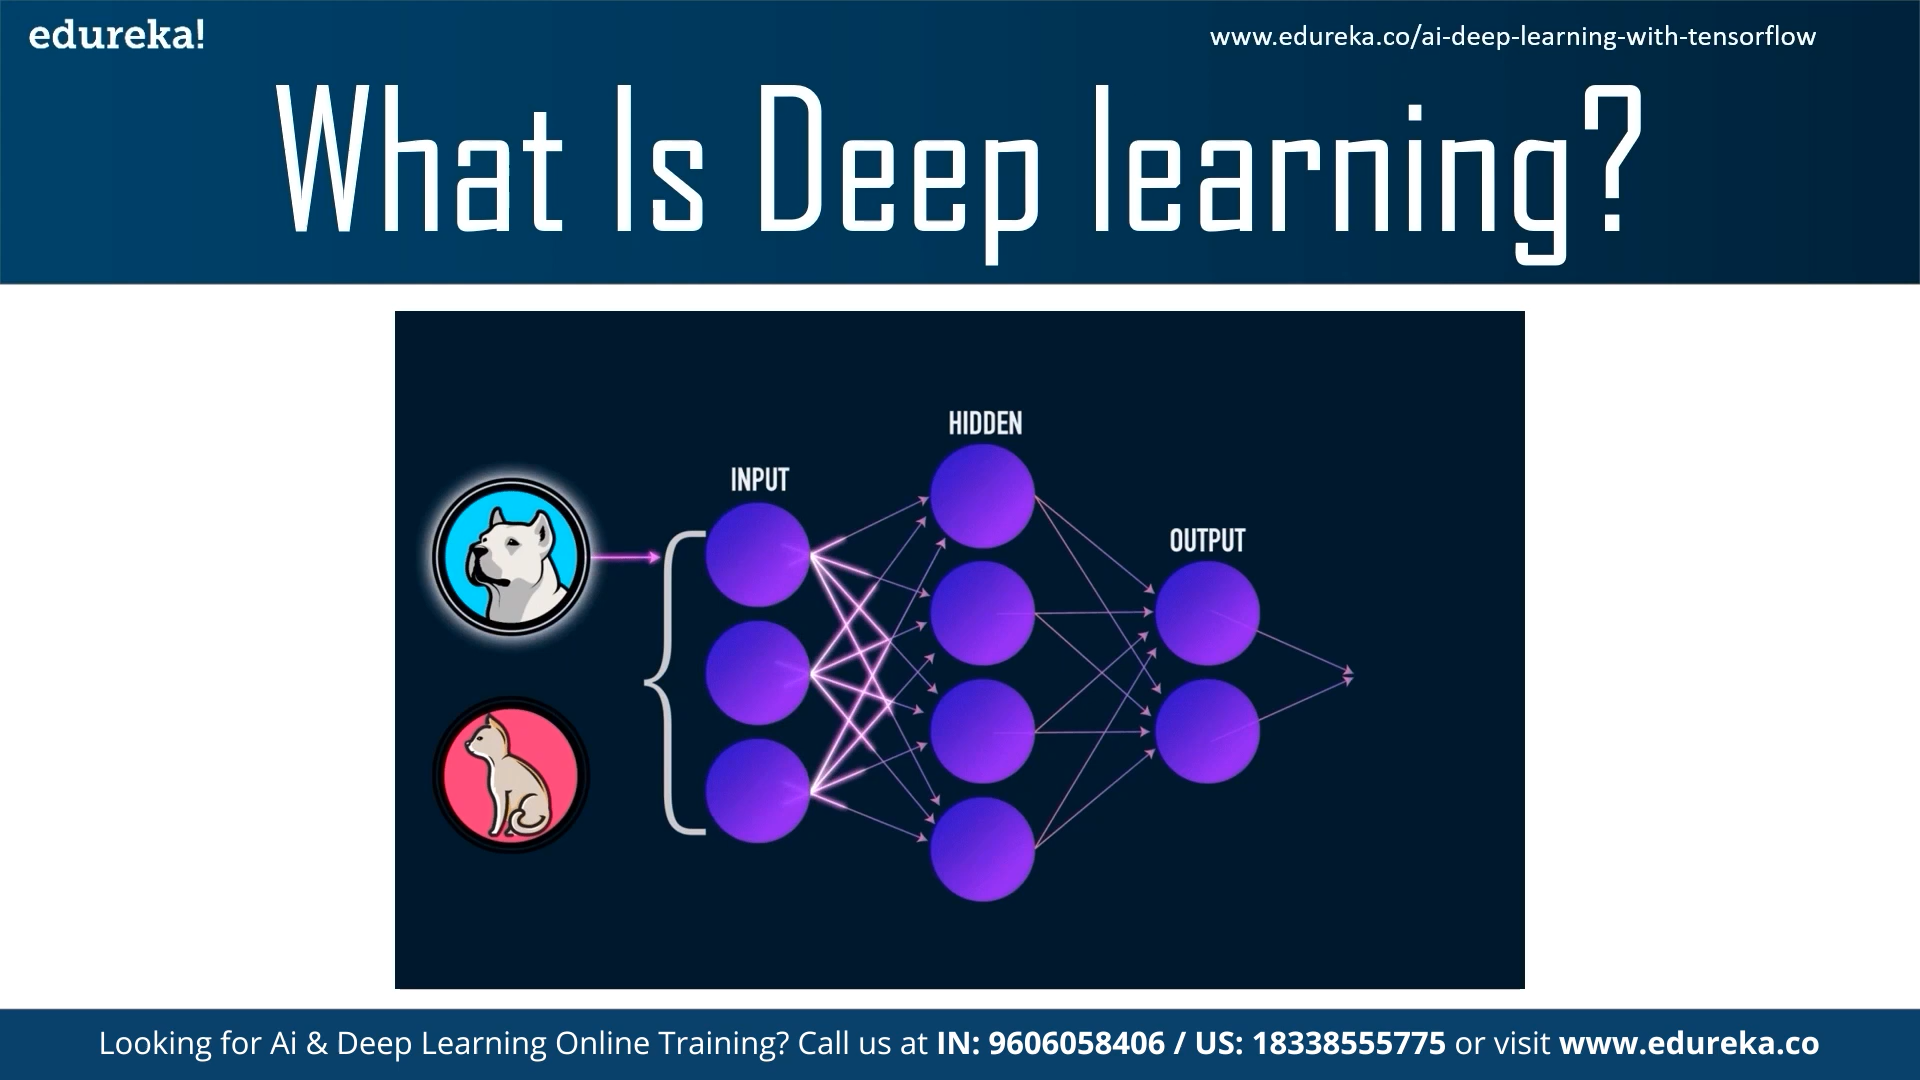 edureka!
www.edureka.co/ai-deep-learning-with-tensorflow
What Is Deep learning?
HIDDEN
INPUT
OUTPUT
Looking for Ai & Deep Learning Online Training? Call us at IN: 9606058406 / US: 18338555775 or visit www.edureka.co